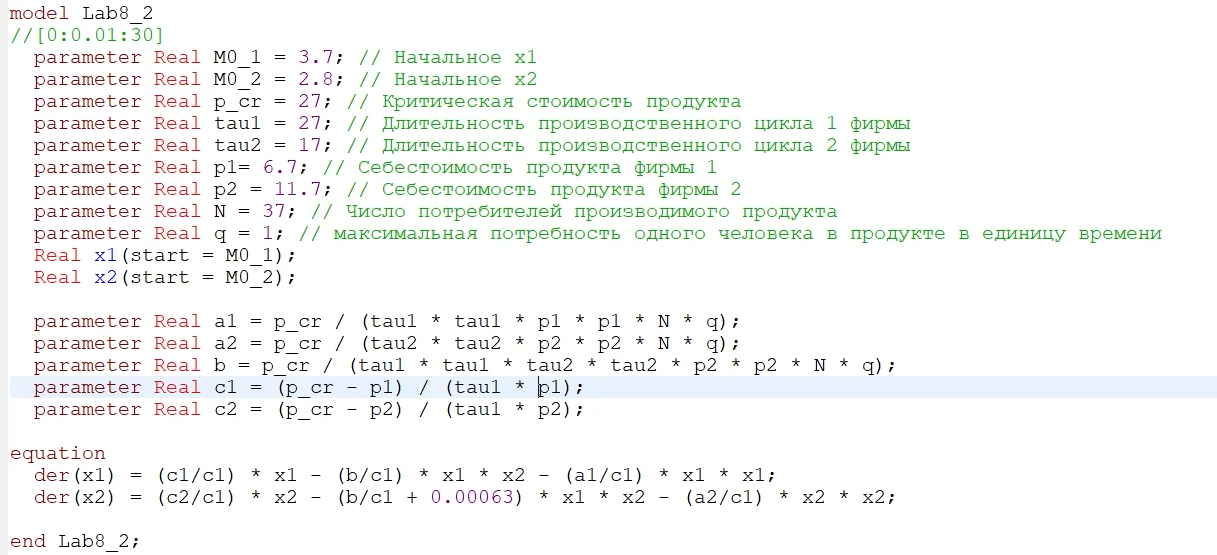 model Lab8_2
//[0:0.01:30]
parameter Real M0_1 = 3.7; // Начальное x1
parameter Real M0_2 = 2.8; // Начальное x2
parameter Real p_cr = 27; // Критическая стоимость продукта
parameter Real tau1 = 27; // Длительность производственного цикла 1 фирмы
parameter Real tau2 = 17; // Длительность производственного цикла 2 фирмы
parameter Real p1= 6.7; // Себестоимость продукта фирмы 1
parameter Real p2 = 11.7; // Себестоимость продукта фирмы 2
parameter Real N = 37; // Число потребителей производимого продукта
parameter Real q = 1; // максимальная потребность одного человека в продукте в единицу времени
Real x1(start = M0_1);
Real x2(start = M0_2);
parameter Real a1 = p_cr / (tau1 * tau1 * p1 * p1 * N * q);
parameter Real a2 = p_cr / (tau2 * tau2 * p2 * p2 * N * q);
parameter Real b = p_cr / (tau1 * tau1 * tau2 * tau2 * p2 * p2 * N * q);
parameter Real c1 = (p_cr - p1) / (tau1 * p1);
parameter Real c2 = (p_cr - p2) / (tau1 * p2);
equation
der(x1) = (c1/c1) * x1 - (b/c1) * x1 * x2 - (a1/c1) * x1 * x1;
der(x2) = (c2/c1) * x2 - (b/c1 + 0.00063) * x1 * x2 - (a2/c1) * x2 * x2;
end Lab8_2;